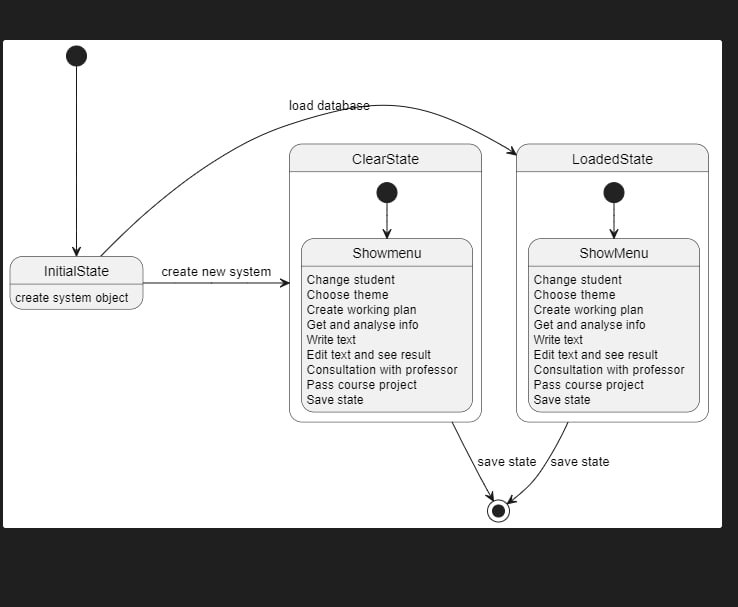 load database
ClearState
LoadedState
InitialState
create system object
create new system
Showmenu
Change student
Choose theme
Create working plan
Get and analyse info
Write text
Edit text and see result
Consultation with professor
Pass course project
Save state
ShowMenu
Change student
Choose theme
Create working plan
Get and analyse info
Write text
Edit text and see result
Consultation with professor
Pass course project
Save state
save state
save state